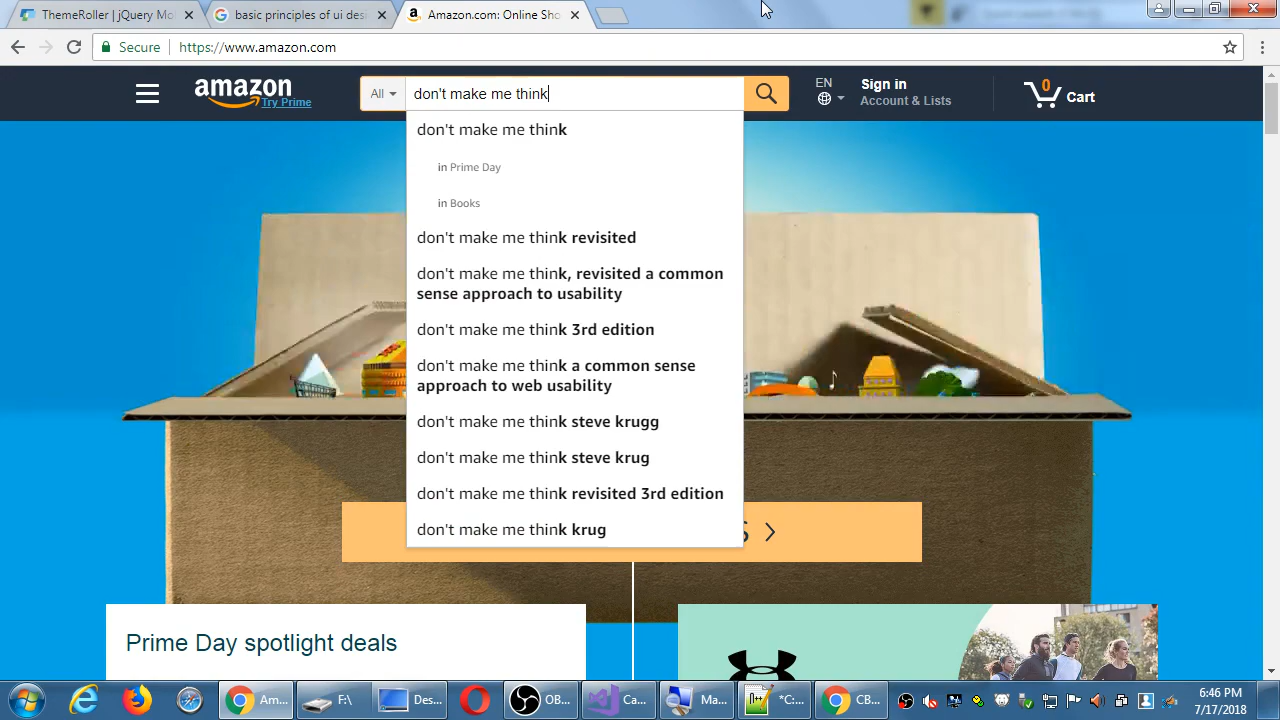 ThemeRoller | jQuery Mo
basic principles of ui des
Amazon.com: Online Sho
Secure
https://www.amazon.com
amazon
Try Prime
All
don't make me think
EN
Sign in
Account & Lists
0
Cart
don't make me think
in Prime Day
in Books
don't make me think revisited
don't make me think, revisited a common
sense approach to usability
don't make me think 3rd edition
don't make me think a common sense
approach to web usability
don't make me think steve krugg
don't make me think steve krug
don't make me think revisited 3rd edition
don't make me think krug
Prime Day spotlight deals
Am...
F:\
Des...
OB...
Ca...
Ma...
*C:...
CB...
6:46 PM
7/17/2018